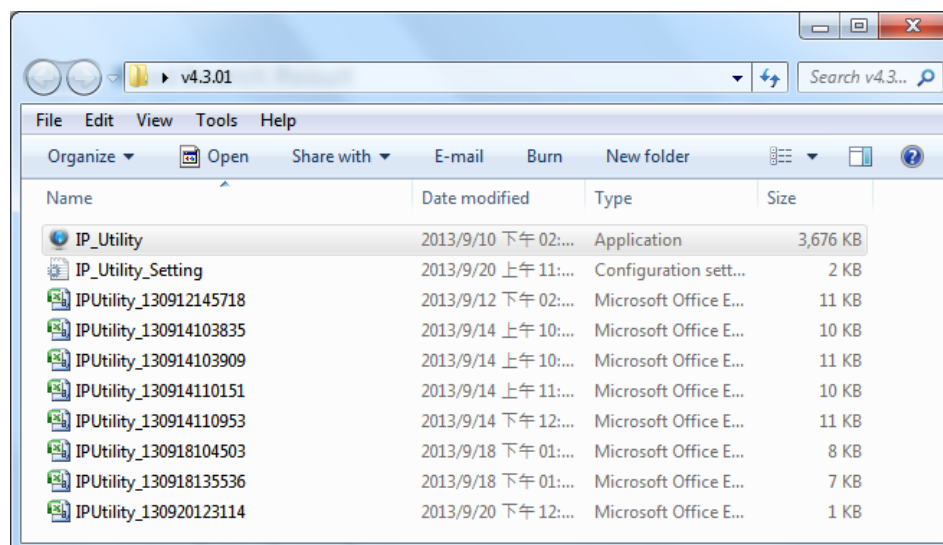 v4.3.01
Search v4.3...
File Edit View Tools Help
Organize Open Share with E-mail Burn New folder
Name Date modified Type Size
IP_Utility 2013/9/10 下午 02:... Application 3,676 KB
IP_Utility_Setting 2013/9/20 上午 11:... Configuration sett... 2 KB
IPUtility_130912145718 2013/9/12 下午 02:... Microsoft Office E... 11 KB
IPUtility_130914103835 2013/9/14 上午 10:... Microsoft Office E... 10 KB
IPUtility_130914103909 2013/9/14 上午 10:... Microsoft Office E... 11 KB
IPUtility_130914110151 2013/9/14 上午 11:... Microsoft Office E... 10 KB
IPUtility_130914110953 2013/9/14 下午 12:... Microsoft Office E... 11 KB
IPUtility_130918104503 2013/9/18 下午 01:... Microsoft Office E... 8 KB
IPUtility_130918135536 2013/9/18 下午 01:... Microsoft Office E... 7 KB
IPUtility_130920123114 2013/9/20 下午 12:... Microsoft Office E... 1 KB